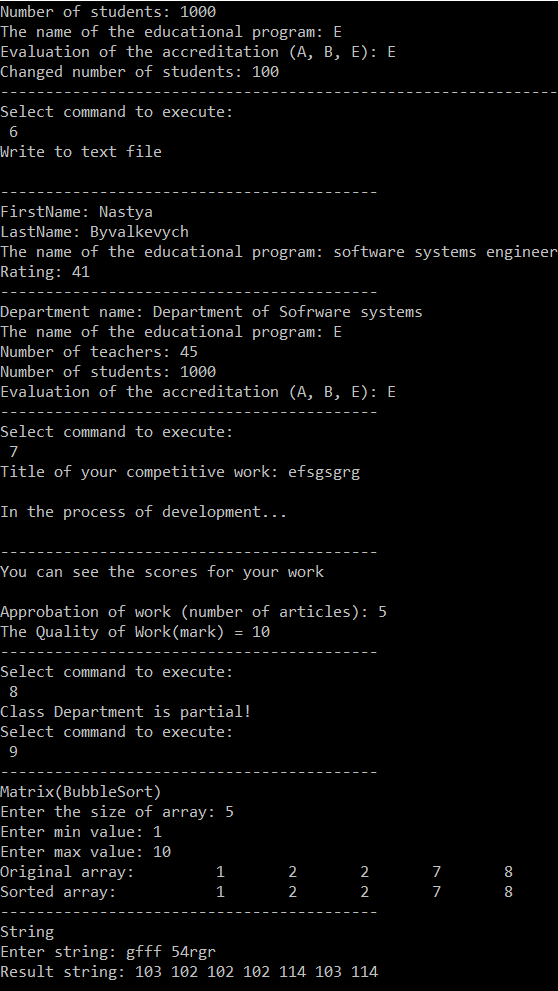 Number of students: 1000
The name of the educational program: E
Evaluation of the accreditation (A, B, E): E
Changed number of students: 100
--------------------------------------------------------------
Select command to execute:
6
Write to text file
------------------------------------------
FirstName: Nastya
LastName: Byvalkevych
The name of the educational program: software systems engineer
Rating: 41
------------------------------------------
Department name: Department of Sofrware systems
The name of the educational program: E
Number of teachers: 45
Number of students: 1000
Evaluation of the accreditation (A, B, E): E
------------------------------------------
Select command to execute:
7
Title of your competitive work: efsgsgrg
In the process of development...
------------------------------------------
You can see the scores for your work
Approbation of work (number of articles): 5
The Quality of Work(mark) = 10
------------------------------------------
Select command to execute:
8
Class Department is partial!
Select command to execute:
9
------------------------------------------
Matrix(BubbleSort)
Enter the size of array: 5
Enter min value: 1
Enter max value: 10
Original array: 1 2 2 7 8
Sorted array: 1 2 2 7 8
------------------------------------------
String
Enter string: gfff 54rgr
Result string: 103 102 102 102 114 103 114